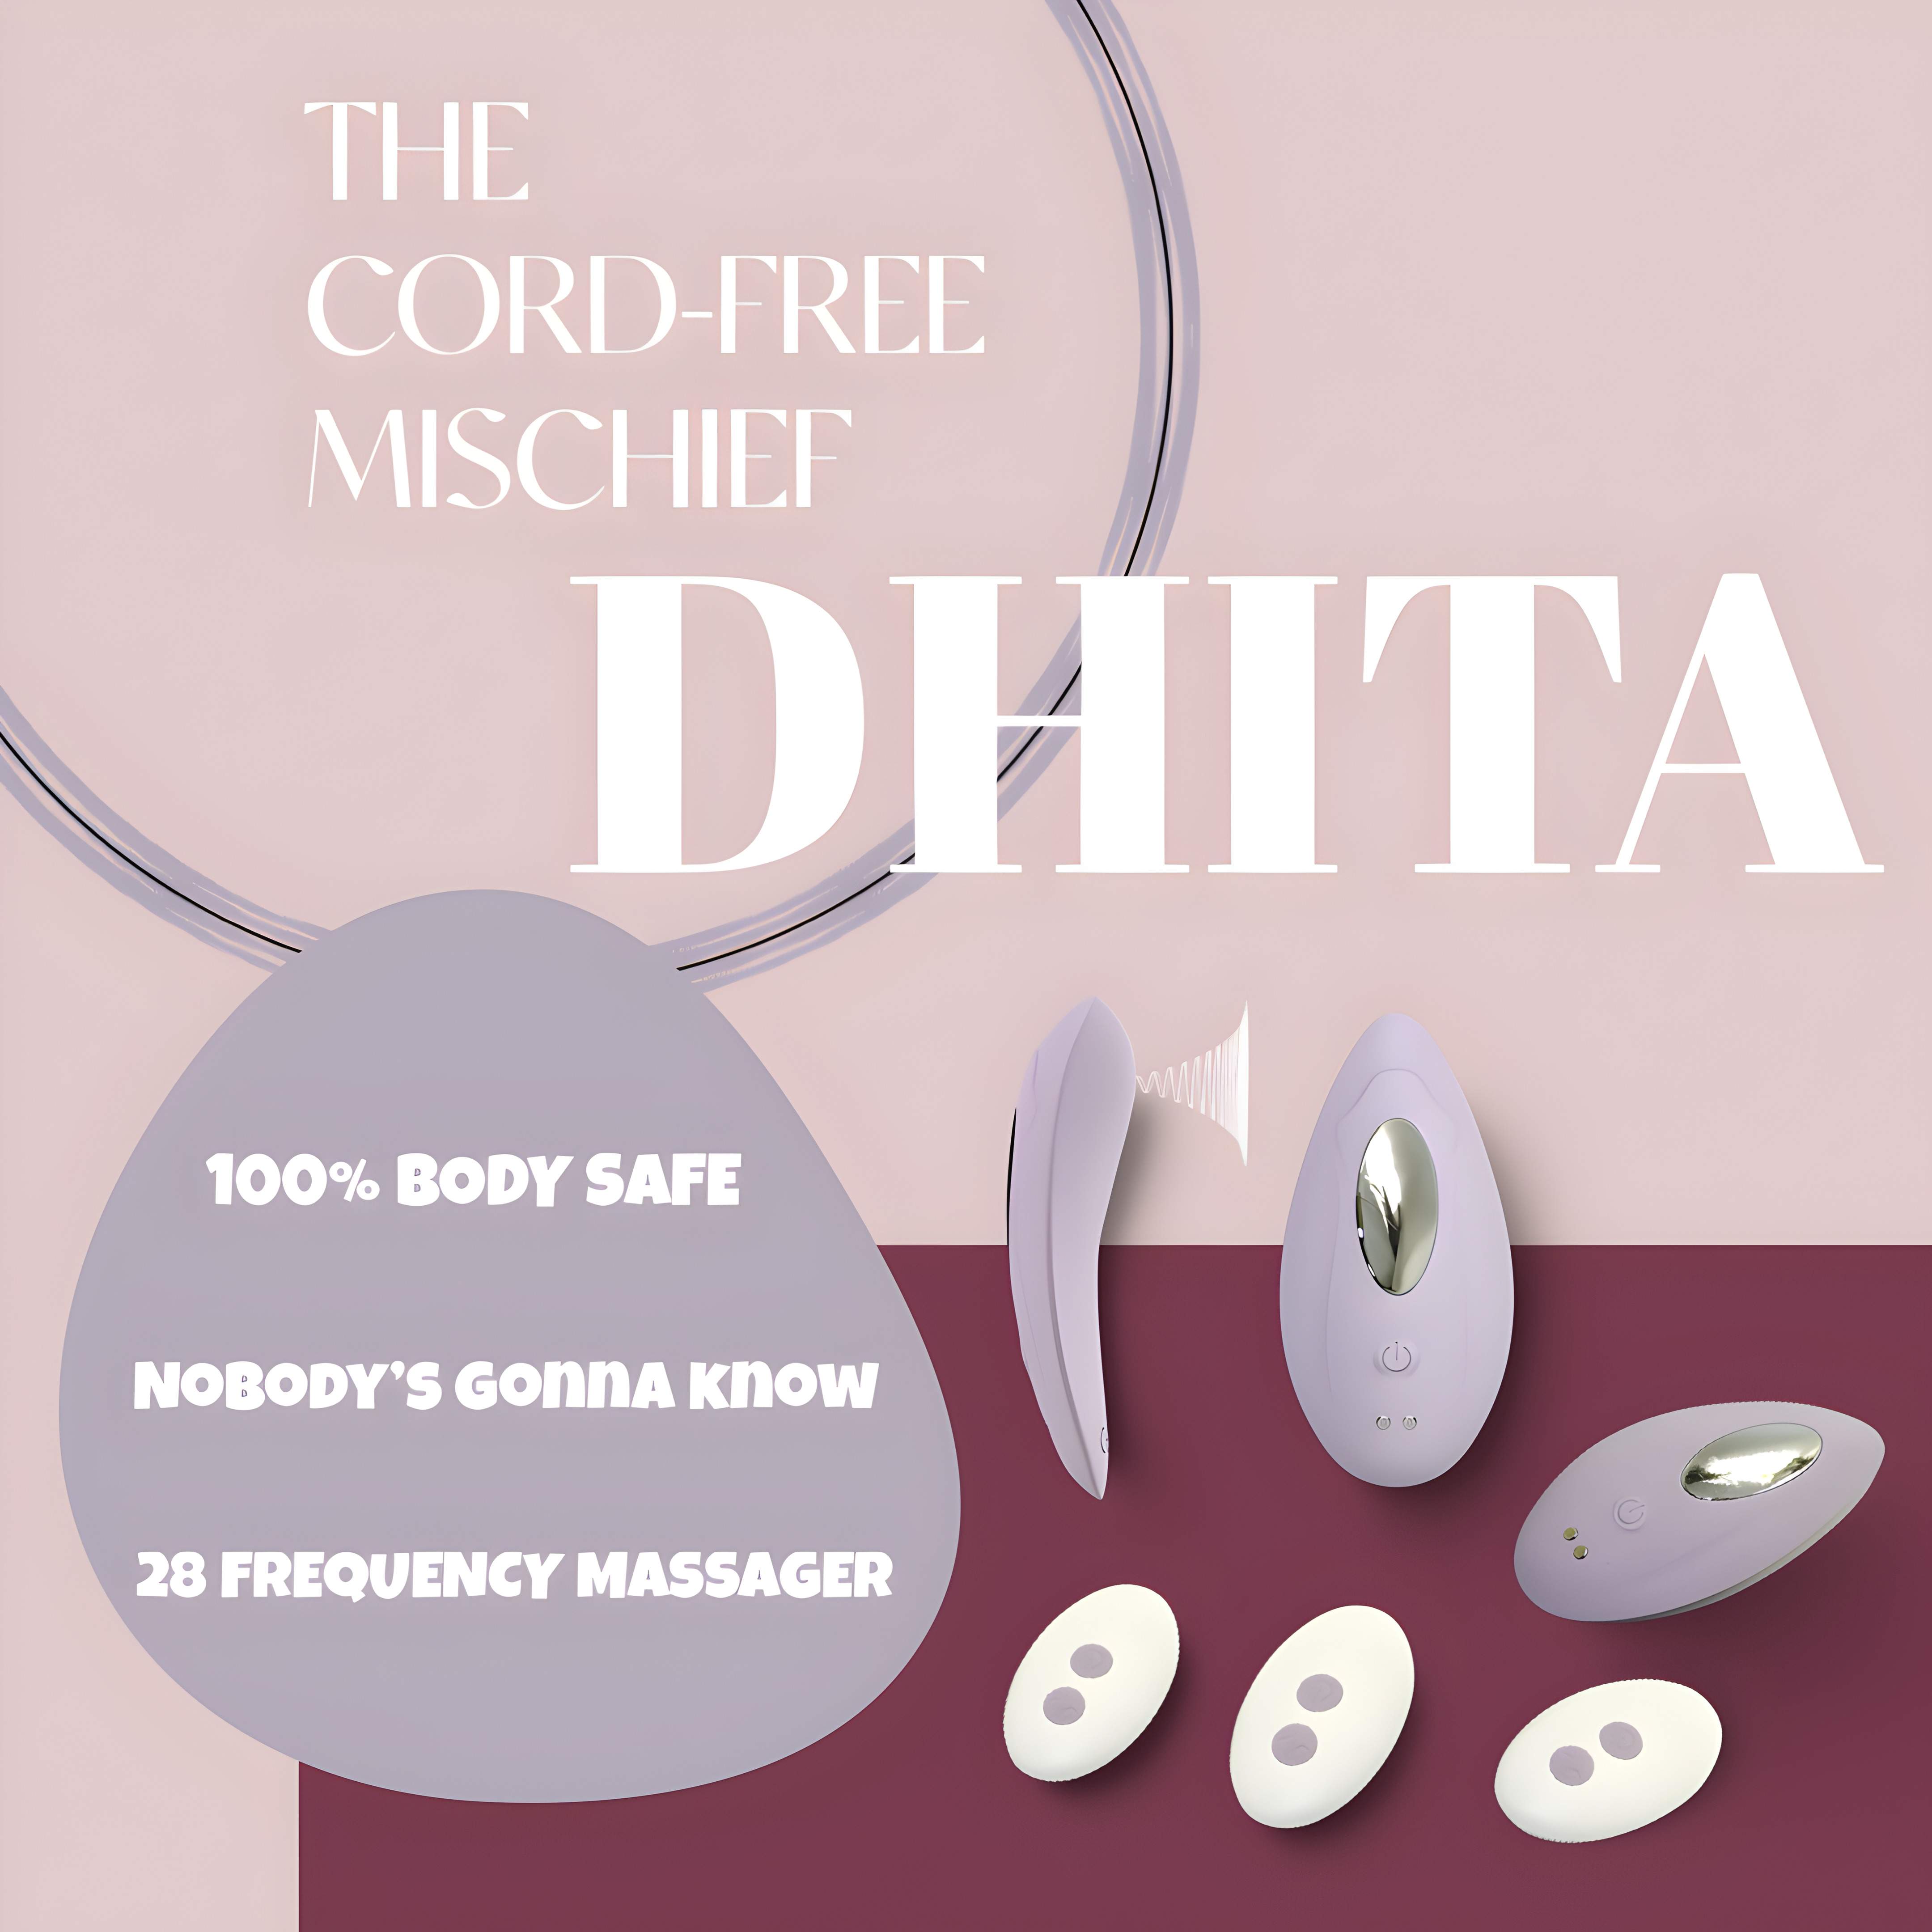 THE
CORD-FREE
MISCHIEF
DHITA
100% BODY SAFE
NOBODY'S GONNA KNOW
28 FREQUENCY MASSAGER